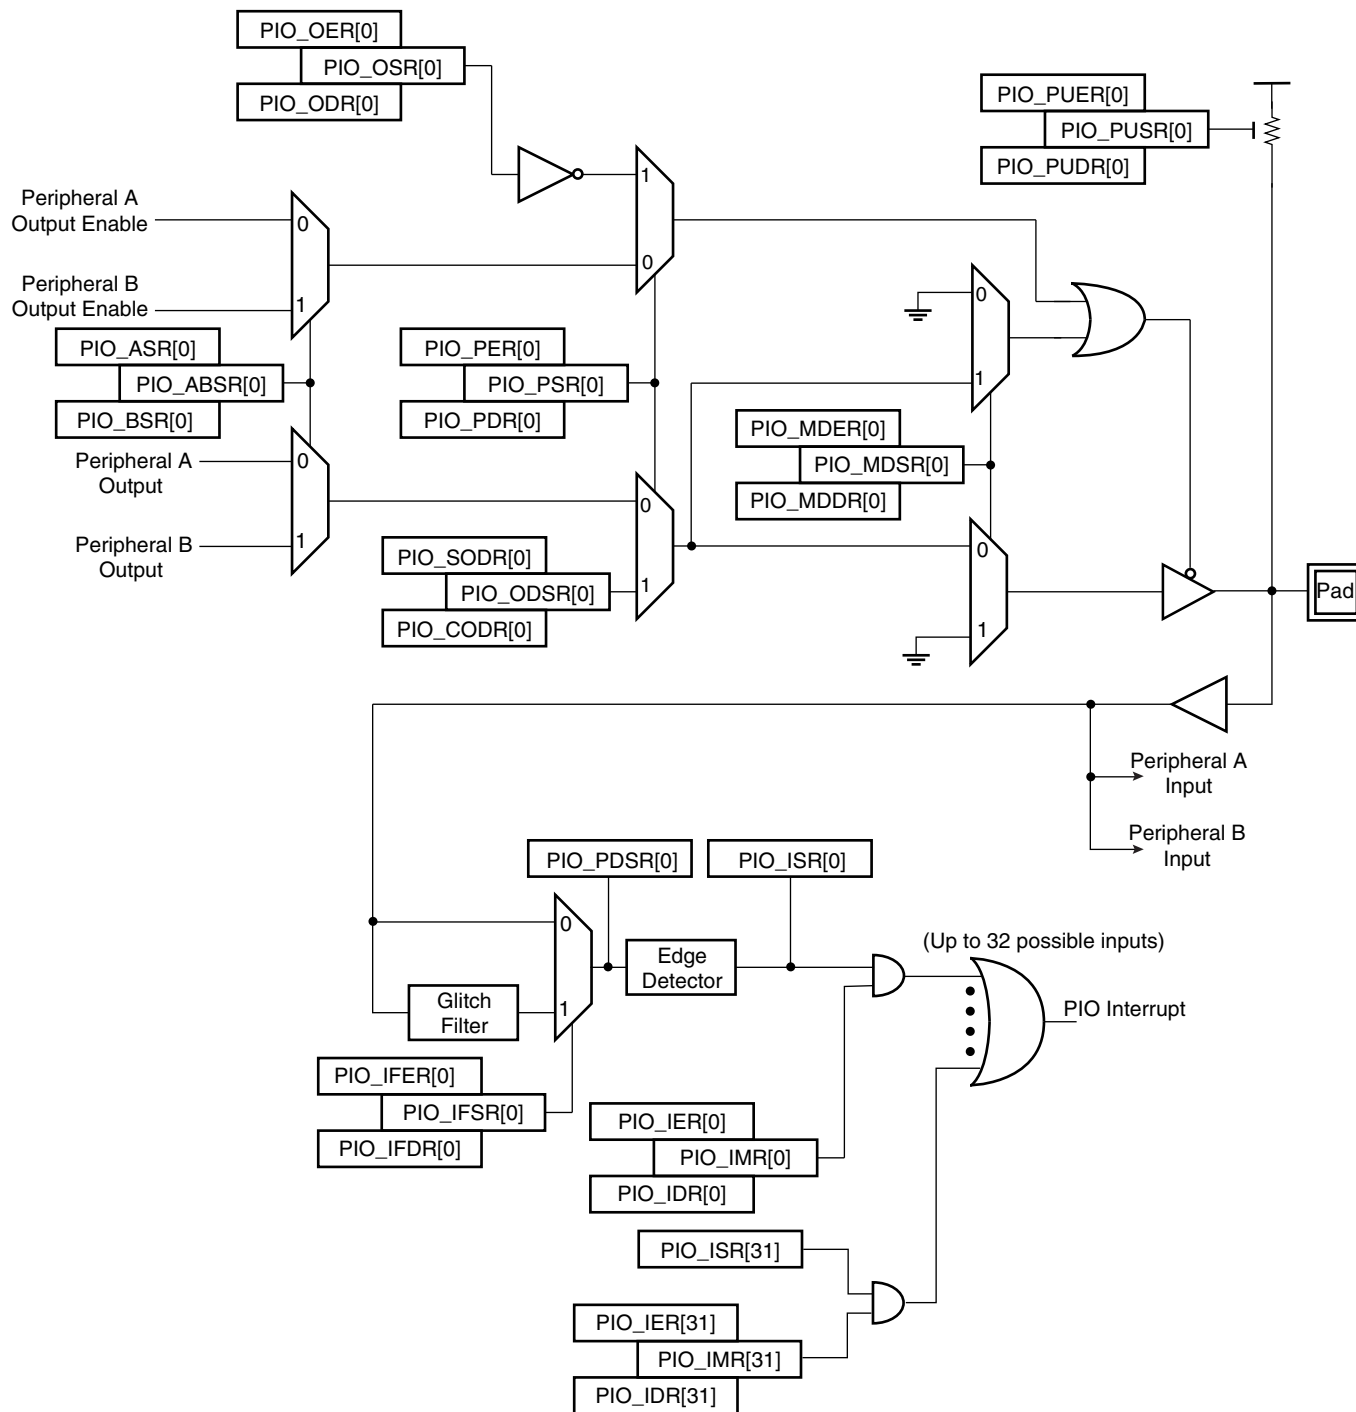 PIO_OER[0]
PIO_OSR[0]
PIO_ODR[0]
PIO_PUER[0]
PIO_PUSR[0]
PIO_PUDR[0]
1
0
Peripheral A
Output Enable
0
Peripheral B
Output Enable
1
0
1
PIO_ASR[0]
PIO_ABSR[0]
PIO_BSR[0]
PIO_PER[0]
PIO_PSR[0]
PIO_PDR[0]
PIO_MDER[0]
PIO_MDSR[0]
PIO_MDDR[0]
Peripheral A
Output
0
Peripheral B
Output
1
0
1
PIO_SODR[0]
PIO_ODSR[0]
PIO_CODR[0]
0
1
Pad
Peripheral A
Input
Peripheral B
Input
PIO_PDSR[0]
PIO_ISR[0]
0
1
Glitch
Filter
Edge
Detector
(Up to 32 possible inputs)
PIO Interrupt
PIO_IFER[0]
PIO_IFSR[0]
PIO_IFDR[0]
PIO_IER[0]
PIO_IMR[0]
PIO_IDR[0]
PIO_ISR[31]
PIO_IER[31]
PIO_IMR[31]
PIO_IDR[31]